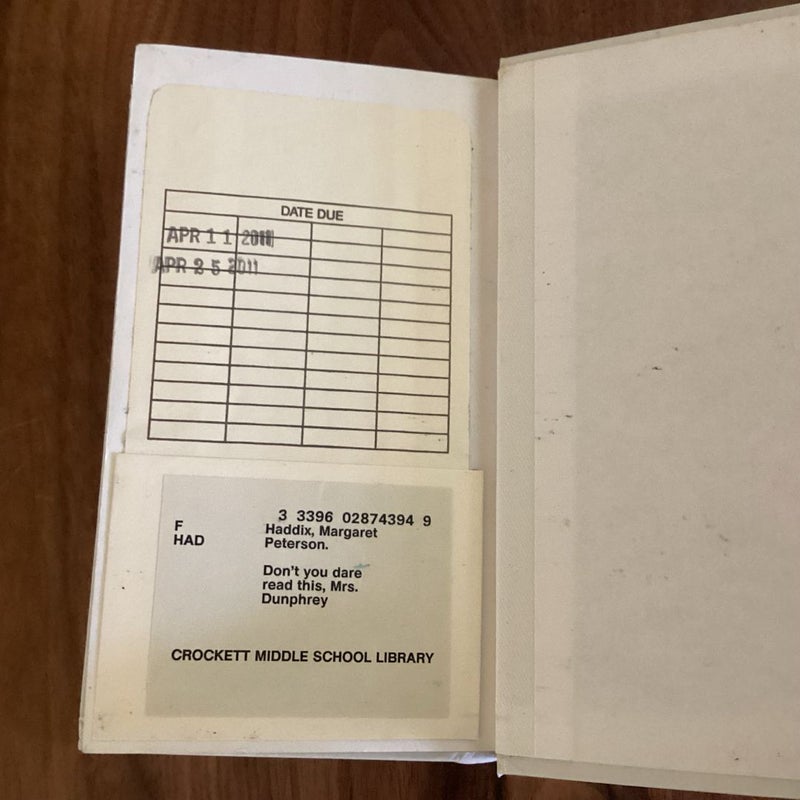 DATE DUE
APR 11 2011
APR 25 2011
3 3396 02874394 9
F
HAD
Haddix, Margaret
Peterson.
Don't you dare
read this, Mrs.
Dunphrey
CROCKETT MIDDLE SCHOOL LIBRARY